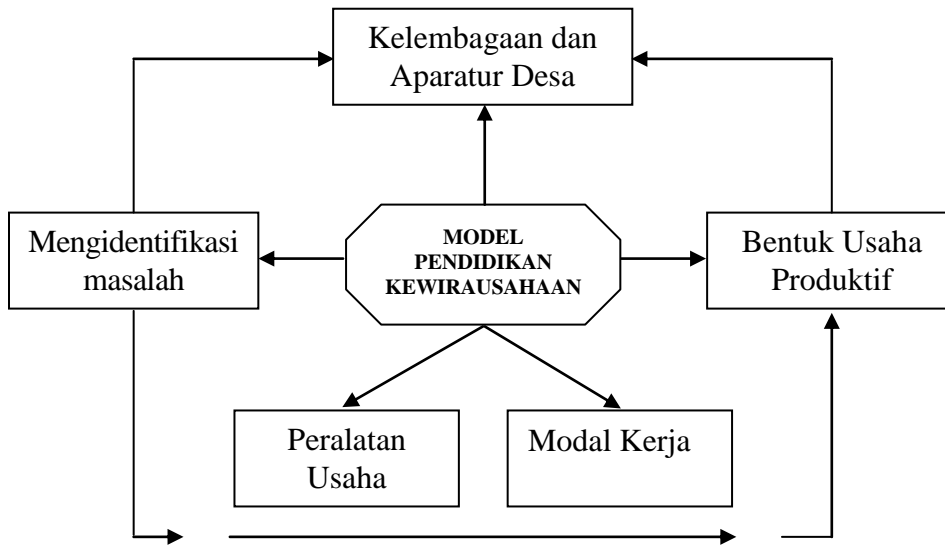 Kelembagaan dan
Aparatur Desa
Mengidentifikasi
masalah
MODEL
PENDIDIKAN
KEWIRAUSAHAAN
Bentuk Usaha
Produktif
Peralatan
Usaha
Modal Kerja